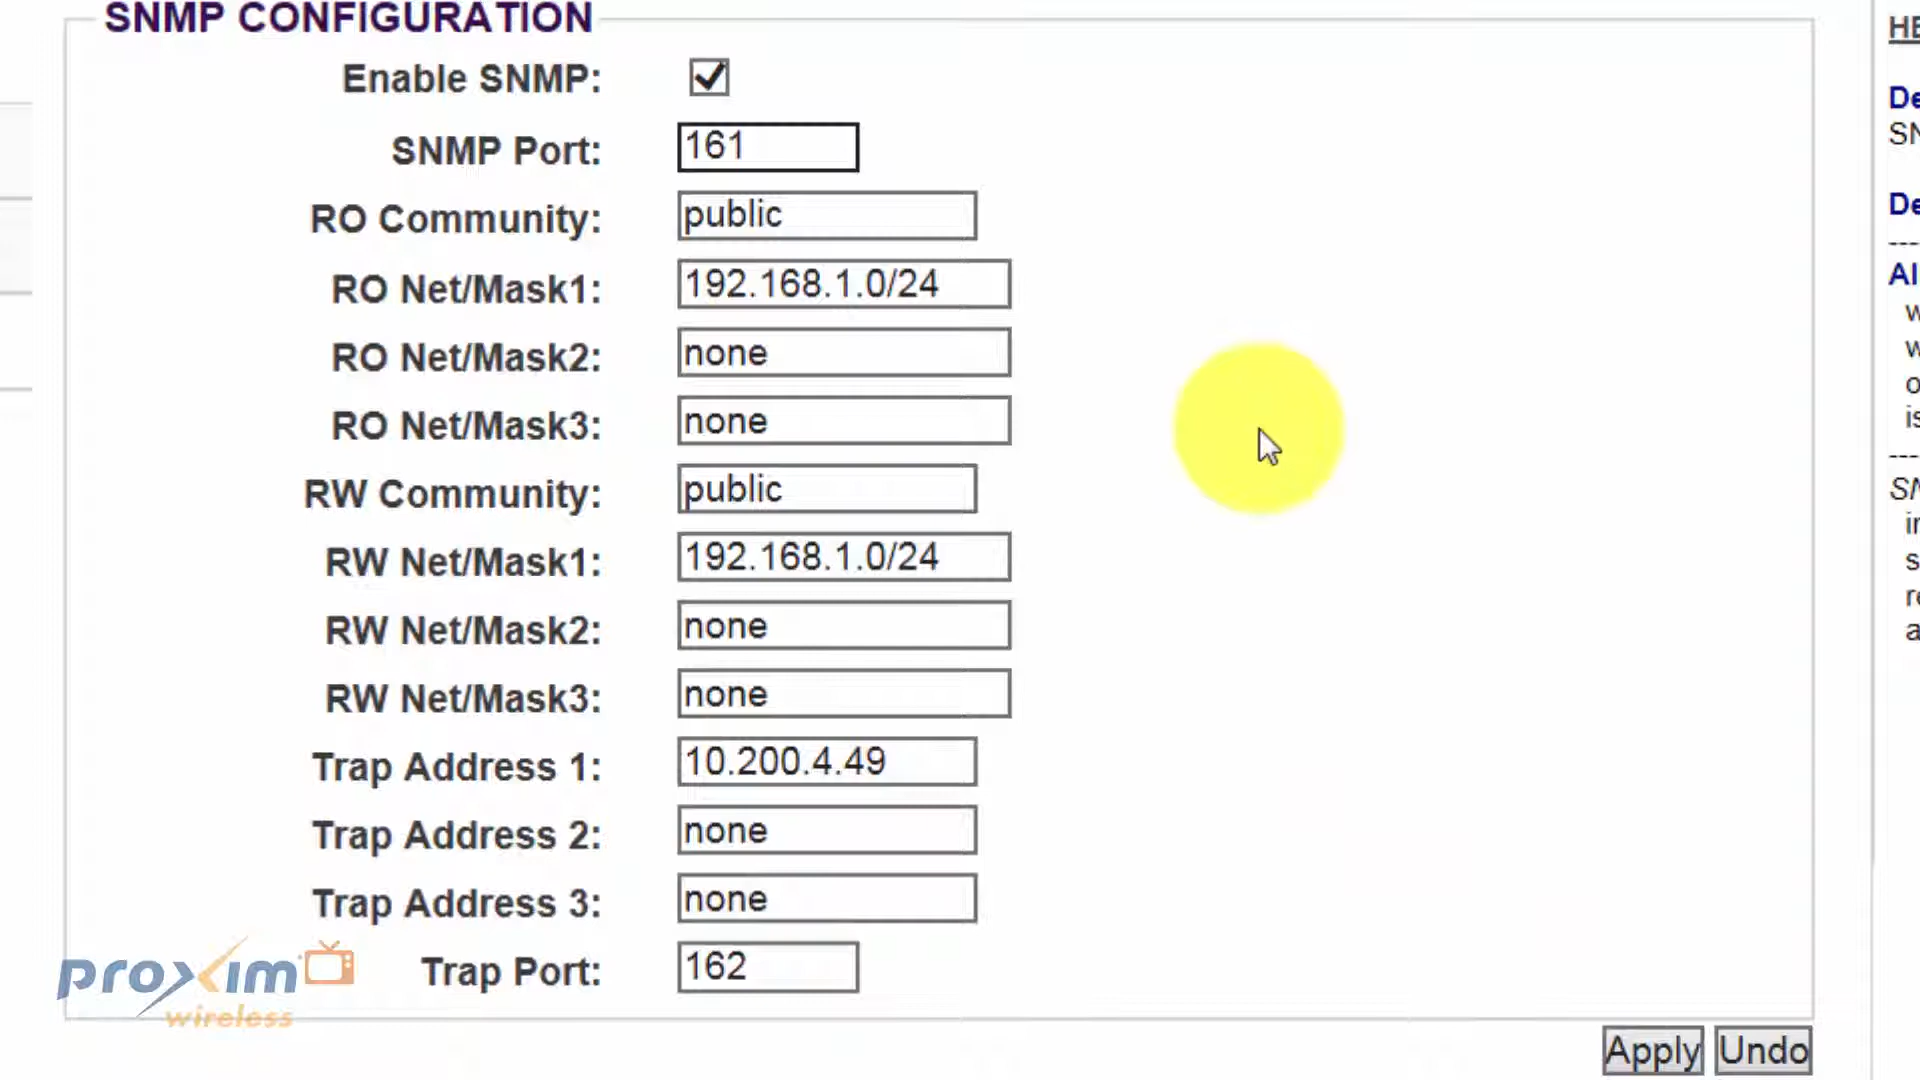 SNMP CONFIGURATION
Enable SNMP:
SNMP Port: 161
RO Community: public
RO Net/Mask1: 192.168.1.0/24
RO Net/Mask2: none
RO Net/Mask3: none
RW Community: public
RW Net/Mask1: 192.168.1.0/24
RW Net/Mask2: none
RW Net/Mask3: none
Trap Address 1: 10.200.4.49
Trap Address 2: none
Trap Address 3: none
Trap Port: 162
proxim
wireless
Apply Undo